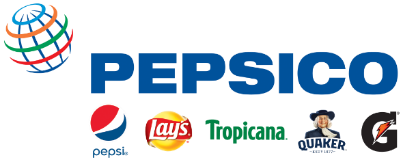 PEPSICO
pepsi®
Lay's
Tropicana
QUAKER
G